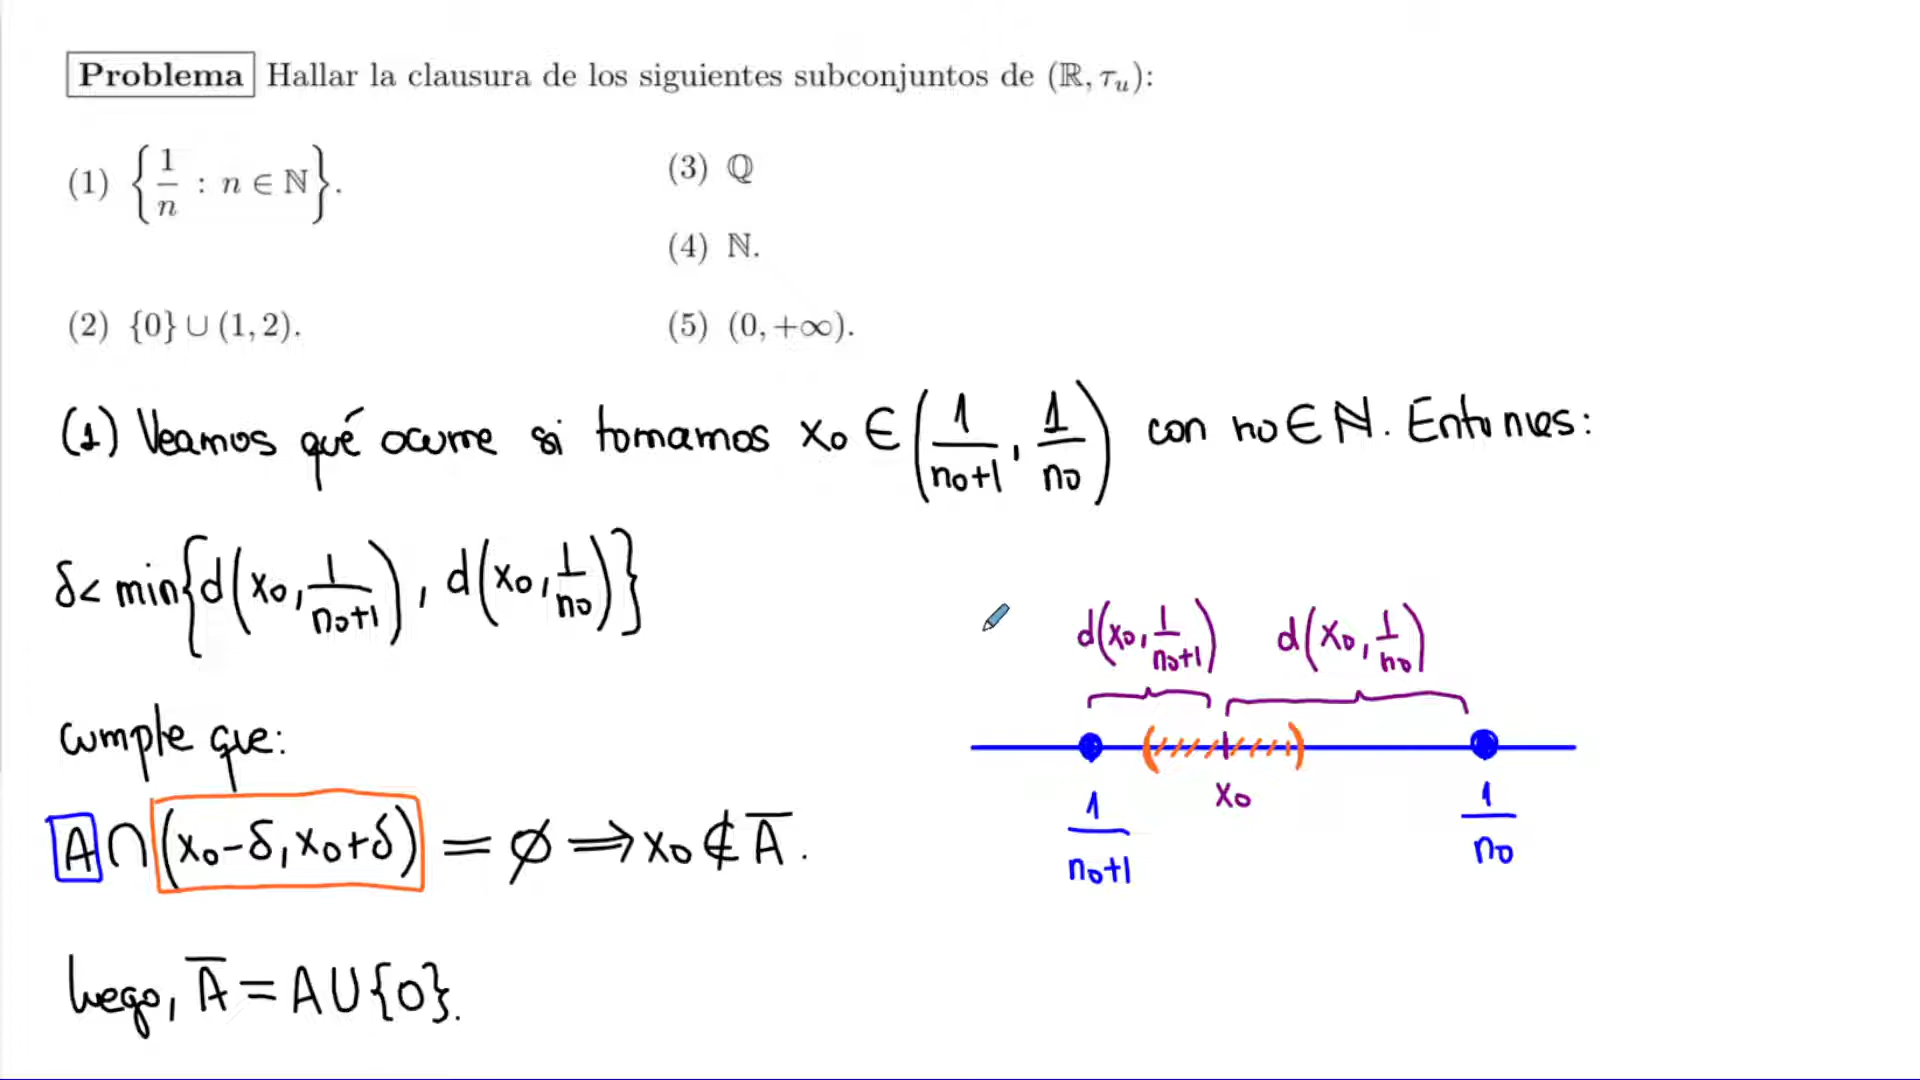 Problema Hallar la clausura de los siguientes subconjuntos de (ℝ, τᵤ):
(1) {1/n : n ∈ ℕ}.
(2) {0} ∪ (1, 2).
(3) ℚ
(4) ℕ.
(5) (0, +∞).
(1) Veamos qué ocurre si tomamos x₀ ∈ (1/(n₀+1), 1/n₀) con n₀ ∈ ℕ. Entonces:
δ < min{d(x₀, 1/(n₀+1)), d(x₀, 1/n₀)}
cumple que:
A ∩ (x₀-δ, x₀+δ) = ∅ ⟹ x₀ ∉ A̅.
luego, A̅ = A ∪ {0}.
d(x₀, 1/(n₀+1)) d(x₀, 1/n₀)
( )
x₀
1/(n₀+1) 1/n₀